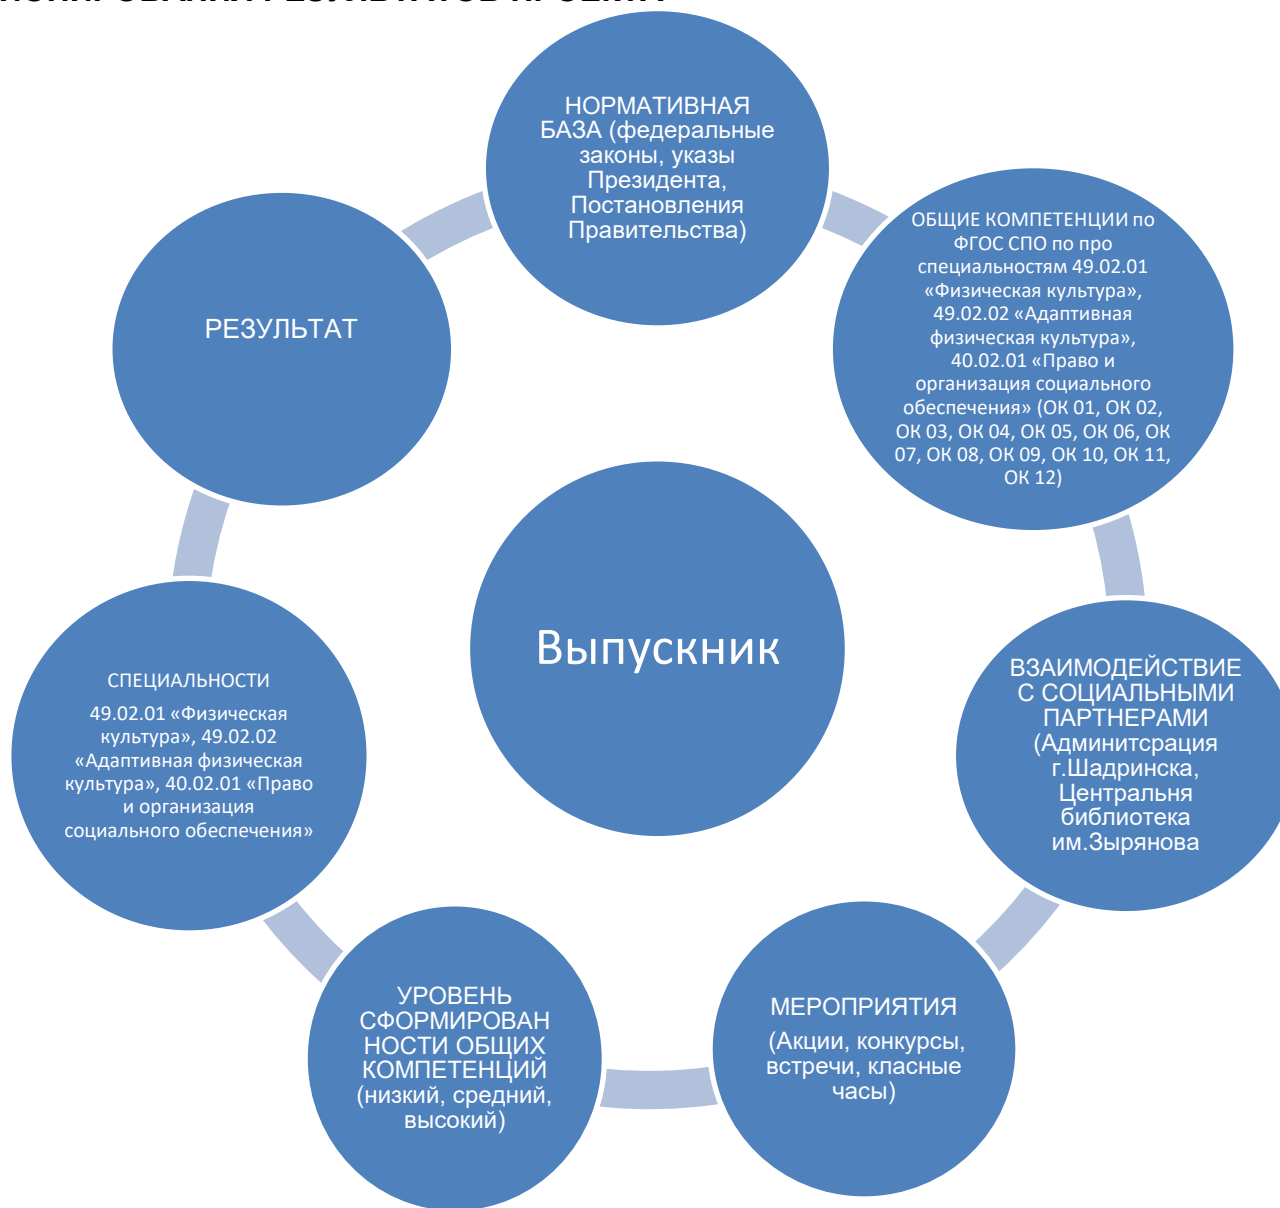 РЕЗУЛЬТАТОВ ПРОЕКТА
НОРМАТИВНАЯ
БАЗА (федеральные
законы, указы
Президента,
Постановления
Правительства)
ОБЩИЕ КОМПЕТЕНЦИИ по
ФГОС СПО по про
специальностям 49.02.01
«Физическая культура»,
49.02.02 «Адаптивная
физическая культура»,
40.02.01 «Право и
организация социального
обеспечения» (ОК 01, ОК 02,
ОК 03, ОК 04, ОК 05, ОК 06, ОК
07, ОК 08, ОК 09, ОК 10, ОК 11,
ОК 12)
ВЗАИМОДЕЙСТВИЕ
С СОЦИАЛЬНЫМИ
ПАРТНЕРАМИ
(Админитсрация
г.Шадринска,
Центральня
библиотека
им.Зырянова
МЕРОПРИЯТИЯ
(Акции, конкурсы,
встречи, класные
часы)
УРОВЕНЬ
СФОРМИРОВАН
НОСТИ ОБЩИХ
КОМПЕТЕНЦИЙ
(низкий, средний,
высокий)
СПЕЦИАЛЬНОСТИ
49.02.01 «Физическая
культура», 49.02.02
«Адаптивная физическая
культура», 40.02.01 «Право
и организация
социального обеспечения»
РЕЗУЛЬТАТ
Выпускник